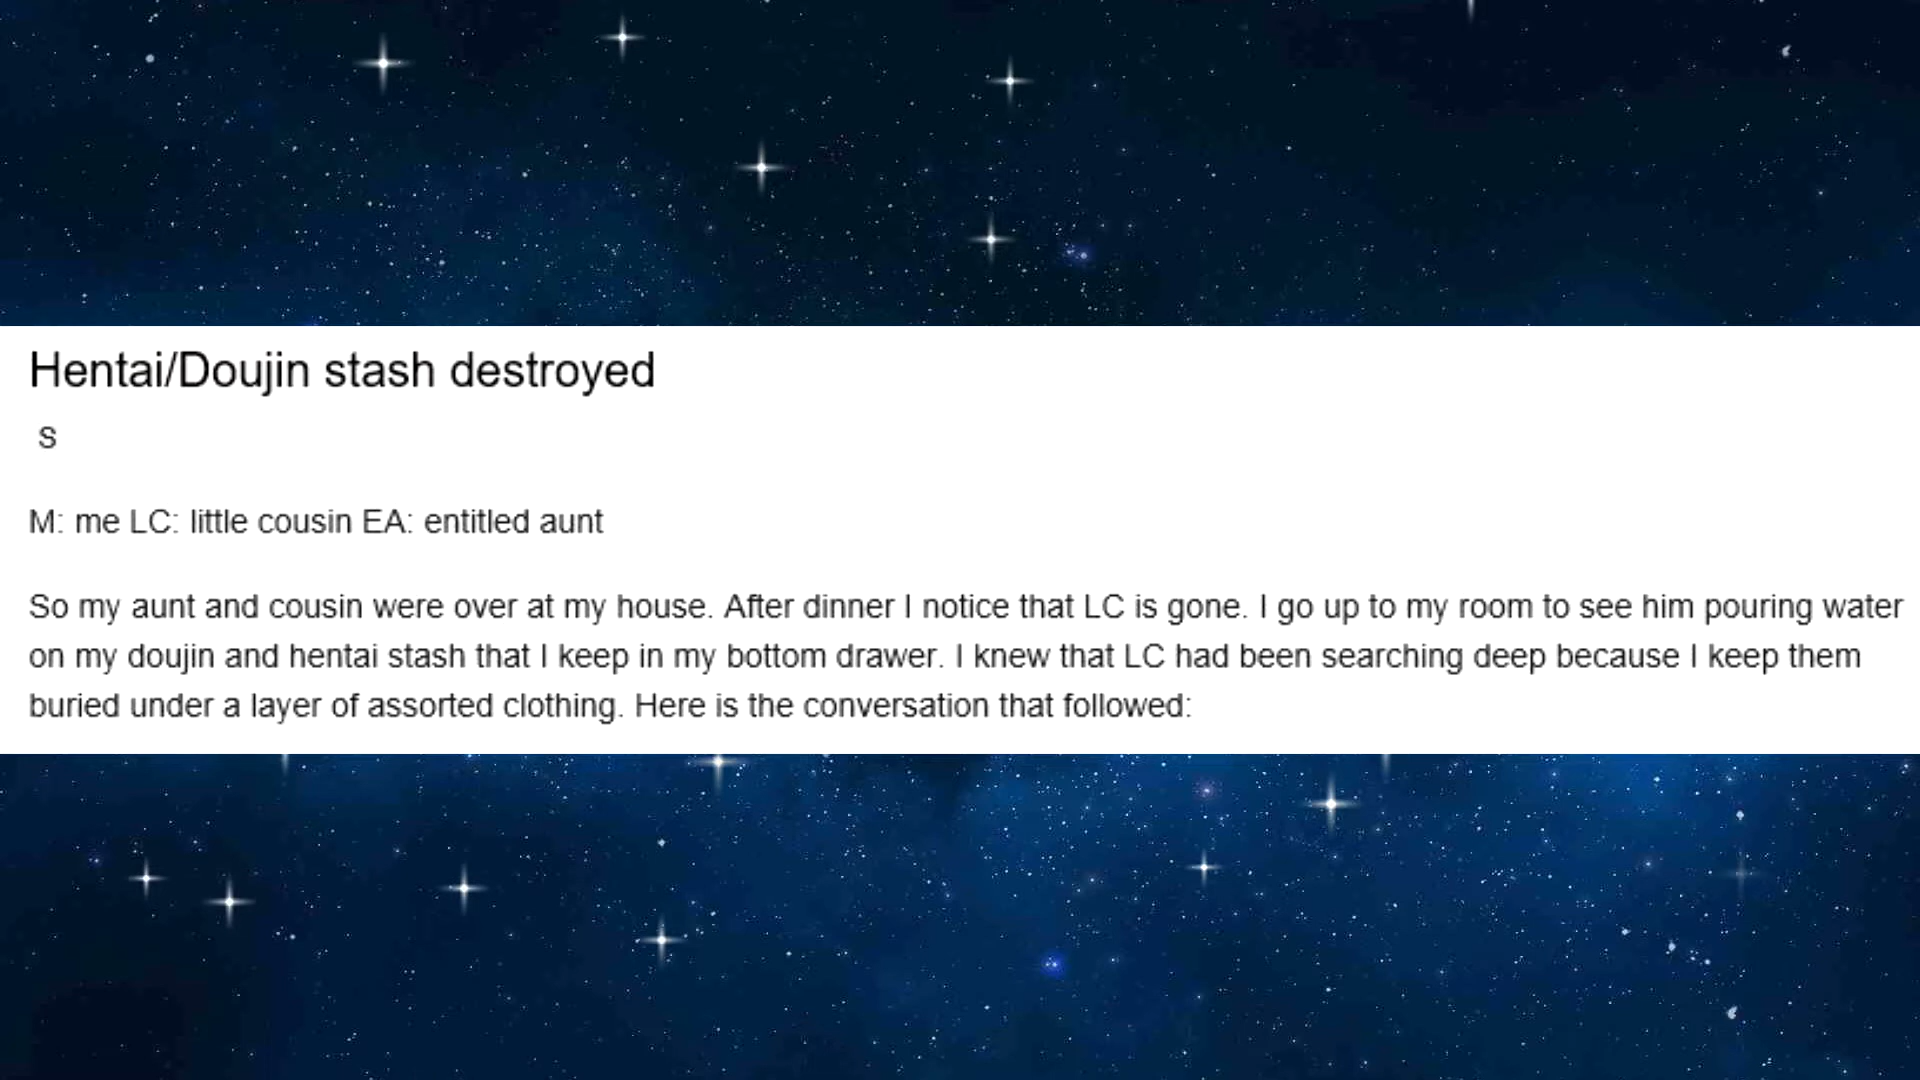 Hentai/Doujin stash destroyed
S
M: me LC: little cousin EA: entitled aunt
So my aunt and cousin were over at my house. After dinner I notice that LC is gone. I go up to my room to see him pouring water
on my doujin and hentai stash that I keep in my bottom drawer. I knew that LC had been searching deep because I keep them
buried under a layer of assorted clothing. Here is the conversation that followed: